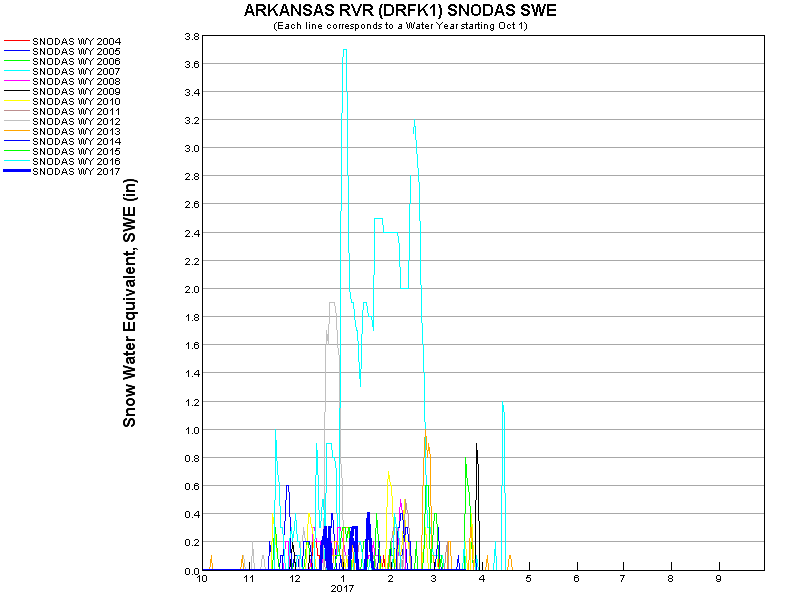 ARKANSAS RVR (DRFK1) SNODAS SWE
(Each line corresponds to a Water Year starting Oct 1)
SNODAS WY 2004
SNODAS WY 2005
SNODAS WY 2006
SNODAS WY 2007
SNODAS WY 2008
SNODAS WY 2009
SNODAS WY 2010
SNODAS WY 2011
SNODAS WY 2012
SNODAS WY 2013
SNODAS WY 2014
SNODAS WY 2015
SNODAS WY 2016
SNODAS WY 2017
Snow Water Equivalent, SWE (in)
3.8
3.6
3.4
3.2
3.0
2.8
2.6
2.4
2.2
2.0
1.8
1.6
1.4
1.2
1.0
0.8
0.6
0.4
0.2
0.0
10 11 12 1 2 3 4 5 6 7 8 9
2017